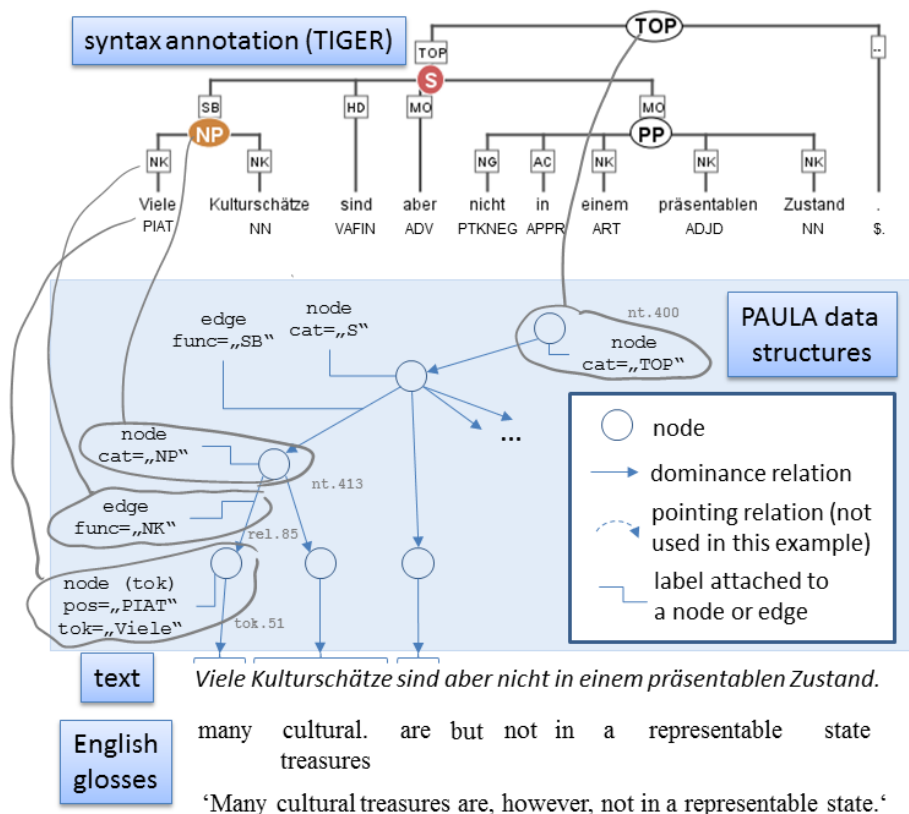 syntax annotation (TIGER)
TOP
TOP
..
S
SB HD MO MO
NP PP
NK NK NG AC NK NK NK
Viele Kulturschätze sind aber nicht in einem präsentablen Zustand .
PIAT NN VAFIN ADV PTKNEG APPR ART ADJD NN $.
PAULA data
structures
nt.400
node
cat=„TOP“
node
cat=„S“
edge
func=„SB“
...
node
cat=„NP“
nt.413
edge
func=„NK“
rel.85
node (tok)
pos=„PIAT“
tok=„Viele“
tok.51
node
dominance relation
pointing relation (not
used in this example)
label attached to
a node or edge
text
Viele Kulturschätze sind aber nicht in einem präsentablen Zustand.
English
glosses
many cultural. are but not in a representable state
treasures
‘Many cultural treasures are, however, not in a representable state.‘